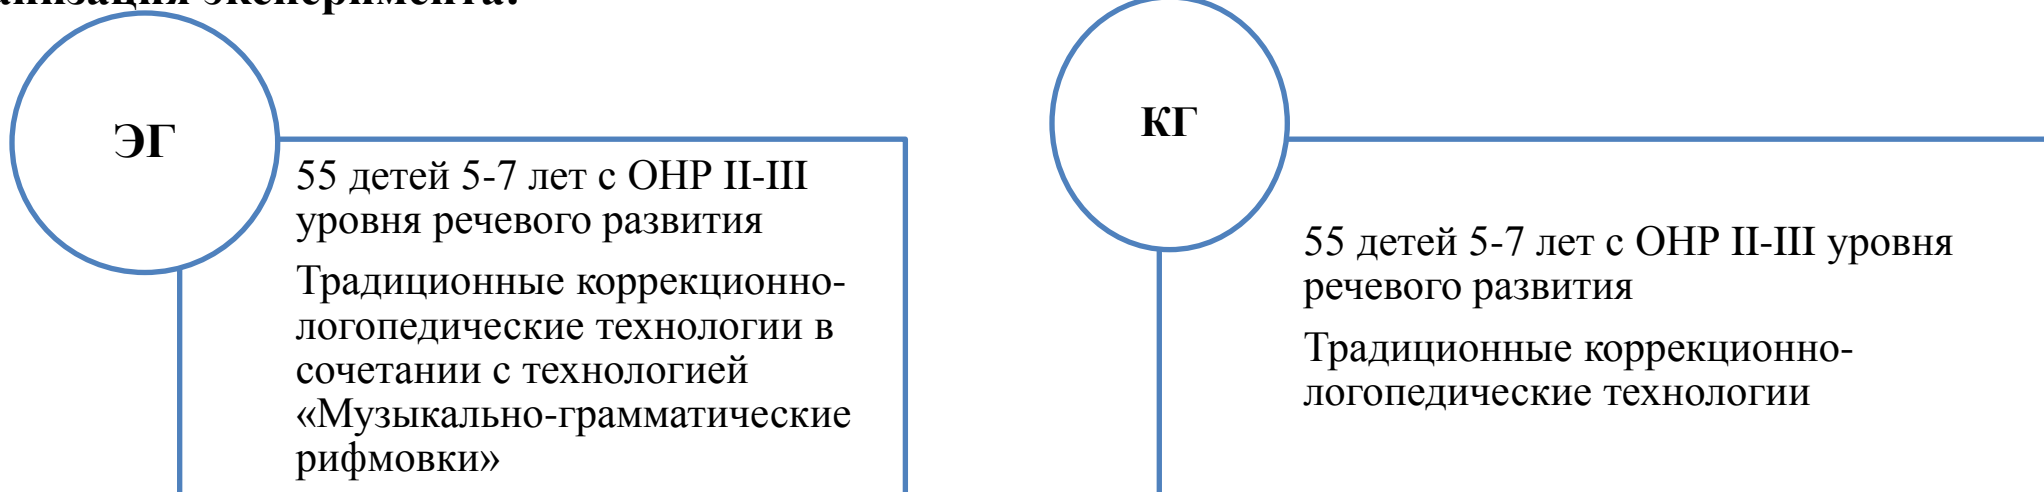 эксперимента:
ЭГ
55 детей 5-7 лет с ОНР II-III
уровня речевого развития
Традиционные коррекционно-
логопедические технологии в
сочетании с технологией
«Музыкально-грамматические
рифмовки»
КГ
55 детей 5-7 лет с ОНР II-III уровня
речевого развития
Традиционные коррекционно-
логопедические технологии